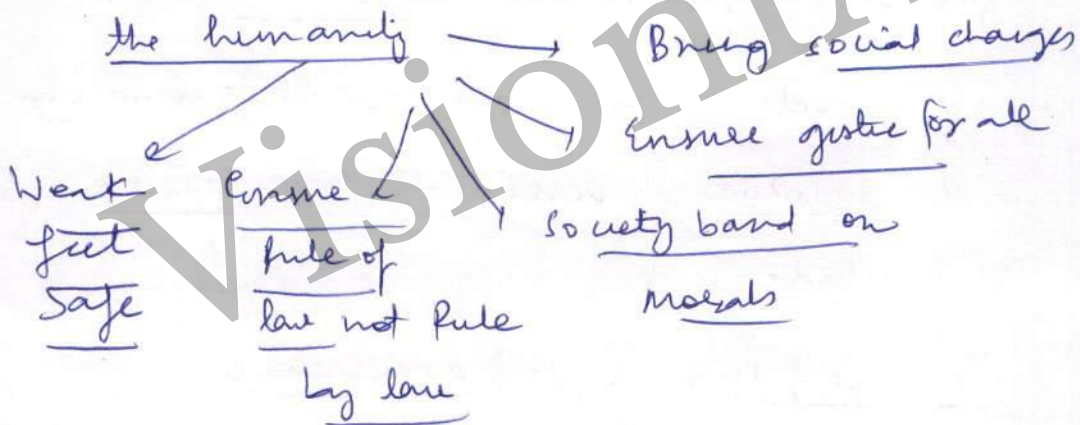 the humanity
Bring social changes
Ensure justice for all
Weak
feel
Safe
Ensure
Rule of
law not Rule
by law
Society based on
morals
Vision